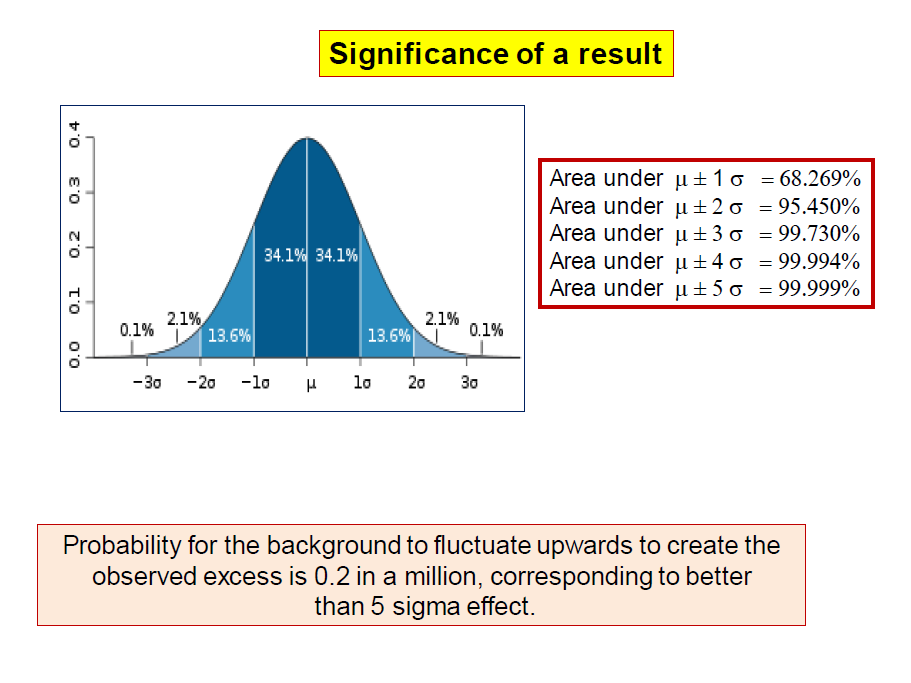 Significance of a result
0.4
0.3
0.2
0.1
0.0
34.1% 34.1%
0.1% 2.1% 13.6% 13.6% 2.1% 0.1%
−3σ −2σ −1σ μ 1σ 2σ 3σ
Area under μ ± 1 σ = 68.269%
Area under μ ± 2 σ = 95.450%
Area under μ ± 3 σ = 99.730%
Area under μ ± 4 σ = 99.994%
Area under μ ± 5 σ = 99.999%
Probability for the background to fluctuate upwards to create the
observed excess is 0.2 in a million, corresponding to better
than 5 sigma effect.